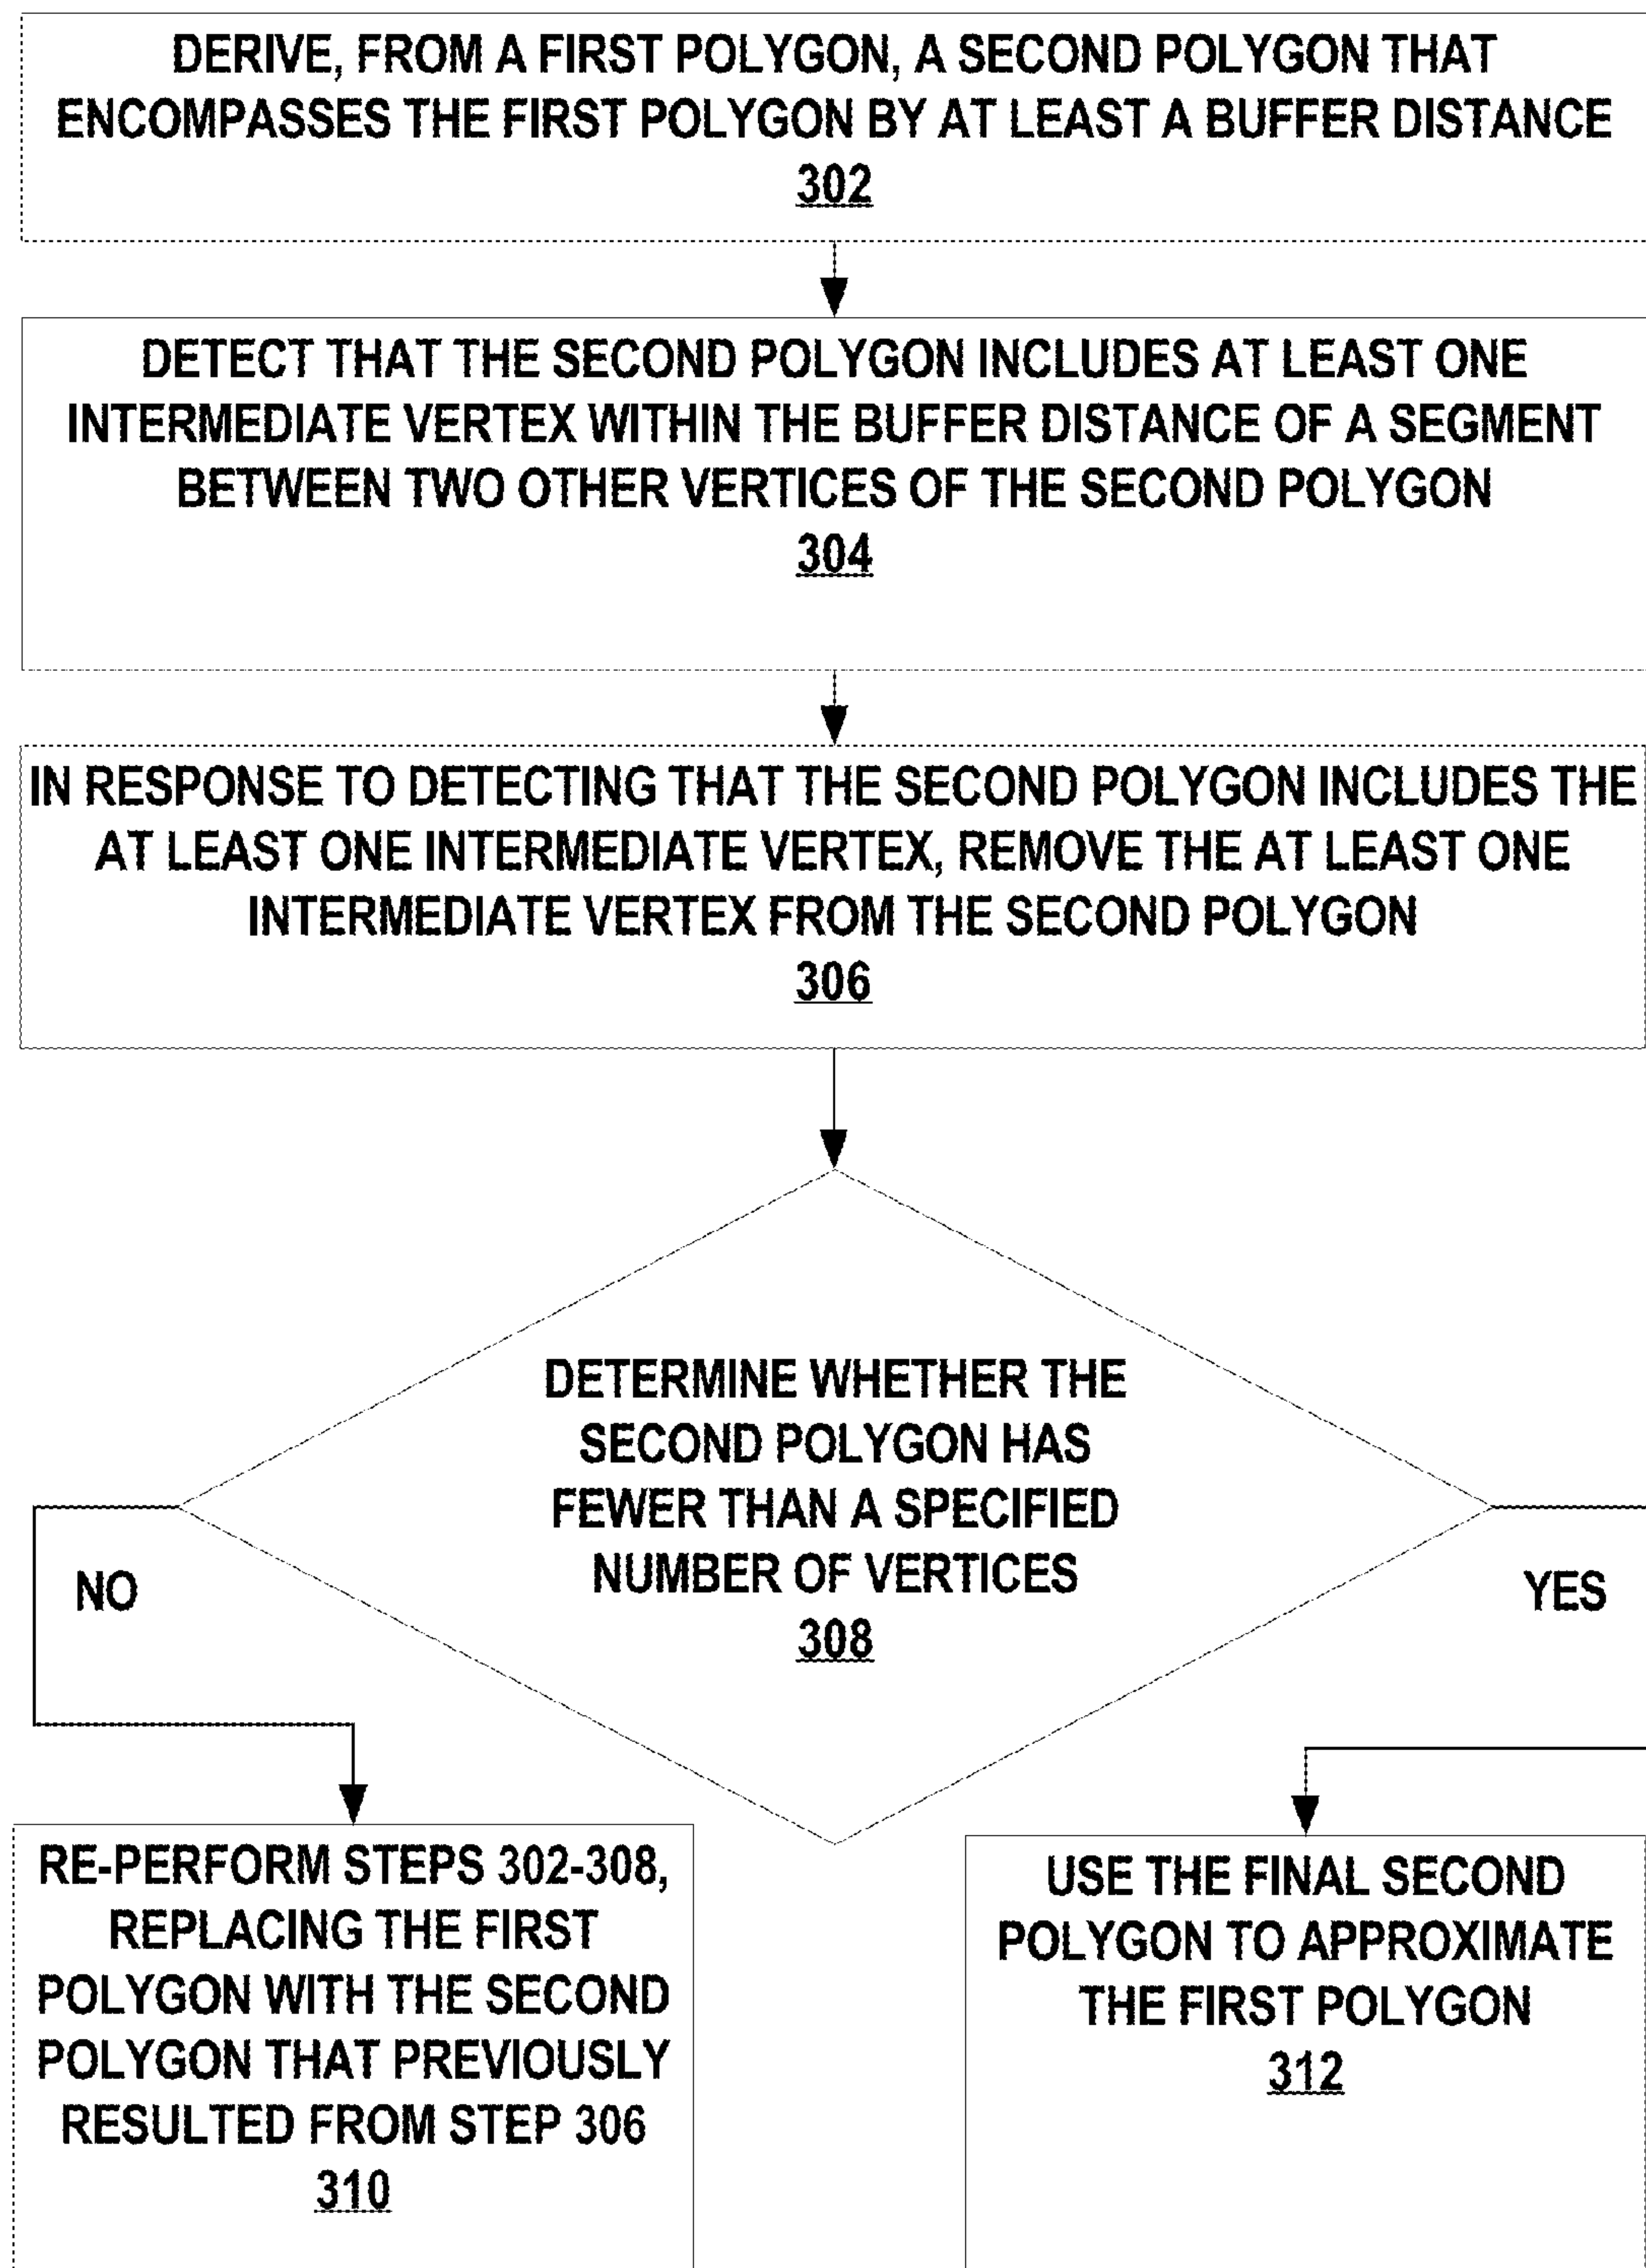 DERIVE, FROM A FIRST POLYGON, A SECOND POLYGON THAT
ENCOMPASSES THE FIRST POLYGON BY AT LEAST A BUFFER DISTANCE
302
DETECT THAT THE SECOND POLYGON INCLUDES AT LEAST ONE
INTERMEDIATE VERTEX WITHIN THE BUFFER DISTANCE OF A SEGMENT
BETWEEN TWO OTHER VERTICES OF THE SECOND POLYGON
304
IN RESPONSE TO DETECTING THAT THE SECOND POLYGON INCLUDES THE
AT LEAST ONE INTERMEDIATE VERTEX, REMOVE THE AT LEAST ONE
INTERMEDIATE VERTEX FROM THE SECOND POLYGON
306
DETERMINE WHETHER THE
SECOND POLYGON HAS
FEWER THAN A SPECIFIED
NUMBER OF VERTICES
308
NO
YES
RE-PERFORM STEPS 302-308,
REPLACING THE FIRST
POLYGON WITH THE SECOND
POLYGON THAT PREVIOUSLY
RESULTED FROM STEP 306
310
USE THE FINAL SECOND
POLYGON TO APPROXIMATE
THE FIRST POLYGON
312